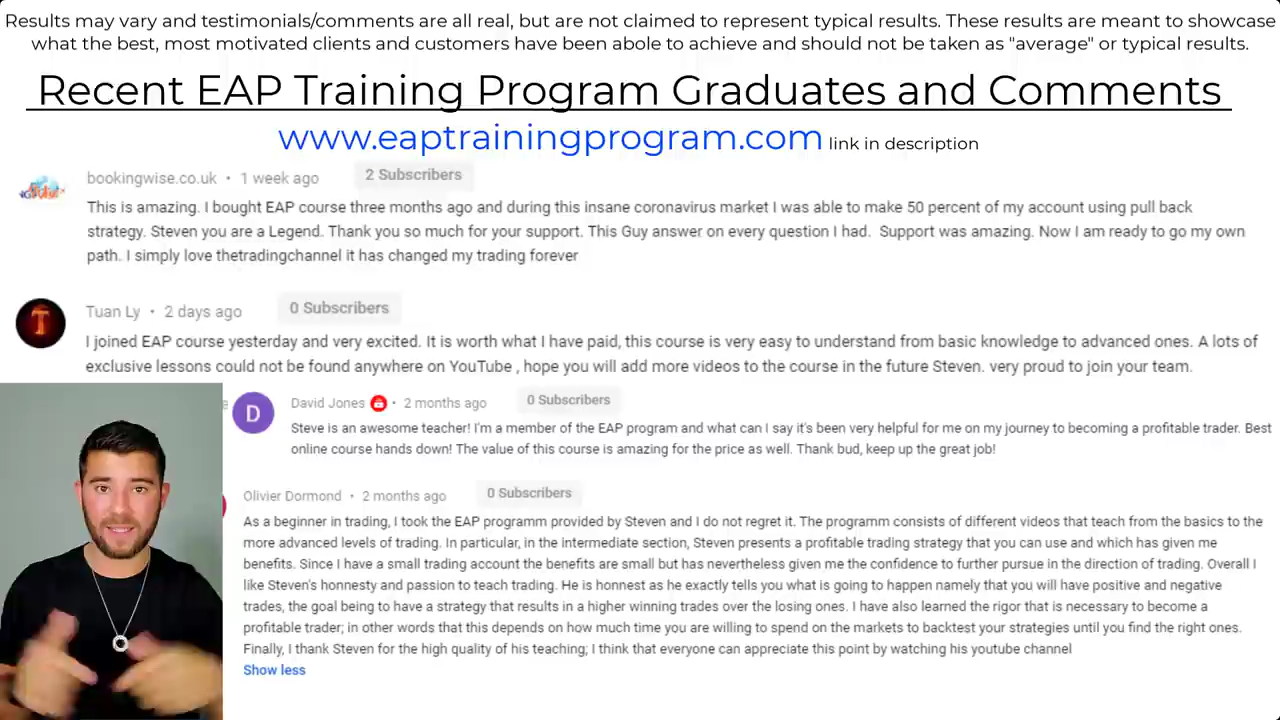 Results may vary and testimonials/comments are all real, but are not claimed to represent typical results. These results are meant to showcase
what the best, most motivated clients and customers have been abole to achieve and should not be taken as "average" or typical results.
Recent EAP Training Program Graduates and Comments
www.eaptrainingprogram.com link in description
bookingwise.co.uk • 1 week ago 2 Subscribers
This is amazing. I bought EAP course three months ago and during this insane coronavirus market I was able to make 50 percent of my account using pull back
strategy. Steven you are a Legend. Thank you so much for your support. This Guy answer on every question I had. Support was amazing. Now I am ready to go my own
path. I simply love thetradingchannel it has changed my trading forever
Tuan Ly • 2 days ago 0 Subscribers
I joined EAP course yesterday and very excited. It is worth what I have paid, this course is very easy to understand from basic knowledge to advanced ones. A lots of
exclusive lessons could not be found anywhere on YouTube , hope you will add more videos to the course in the future Steven. very proud to join your team.
D
David Jones • 2 months ago 0 Subscribers
Steve is an awesome teacher! I'm a member of the EAP program and what can I say it's been very helpful for me on my journey to becoming a profitable trader. Best
online course hands down! The value of this course is amazing for the price as well. Thank bud, keep up the great job!
Olivier Dormond • 2 months ago 0 Subscribers
As a beginner in trading, I took the EAP programm provided by Steven and I do not regret it. The programm consists of different videos that teach from the basics to the
more advanced levels of trading. In particular, in the intermediate section, Steven presents a profitable trading strategy that you can use and which has given me
benefits. Since I have a small trading account the benefits are small but has nevertheless given me the confidence to further pursue in the direction of trading. Overall I
like Steven's honnesty and passion to teach trading. He is honnest as he exactly tells you what is going to happen namely that you will have positive and negative
trades, the goal being to have a strategy that results in a higher winning trades over the losing ones. I have also learned the rigor that is necessary to become a
profitable trader; in other words that this depends on how much time you are willing to spend on the markets to backtest your strategies until you find the right ones.
Finally, I thank Steven for the high quality of his teaching; I think that everyone can appreciate this point by watching his youtube channel
Show less